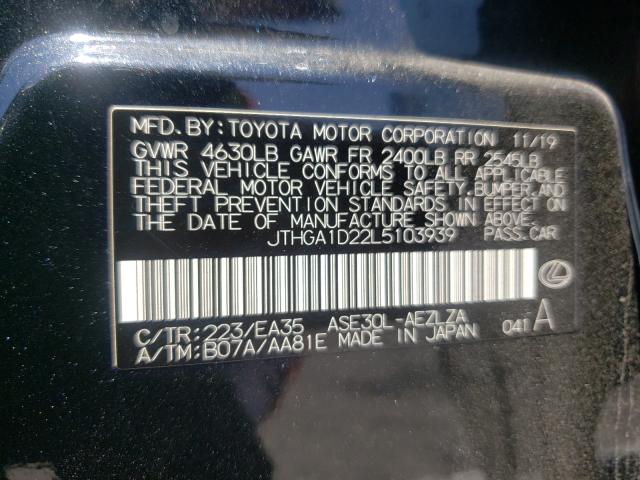 MFD.BY:TOYOTA MOTOR CORPORATION 11/19
GVWR 4630LB GAWR FR 2400LB RR 2545LB
THIS VEHICLE CONFORMS TO ALL APPLICABLE
FEDERAL MOTOR VEHICLE SAFETY,BUMPER,AND
THEFT PREVENTION STANDARDS IN EFFECT ON
THE DATE OF MANUFACTURE SHOWN ABOVE.
JTHGA1D22L5103939 PASS.CAR
C/TR:223/EA35 ASE30L-AEZLZA 041 A
A/TM:B07A/AA81E MADE IN JAPAN